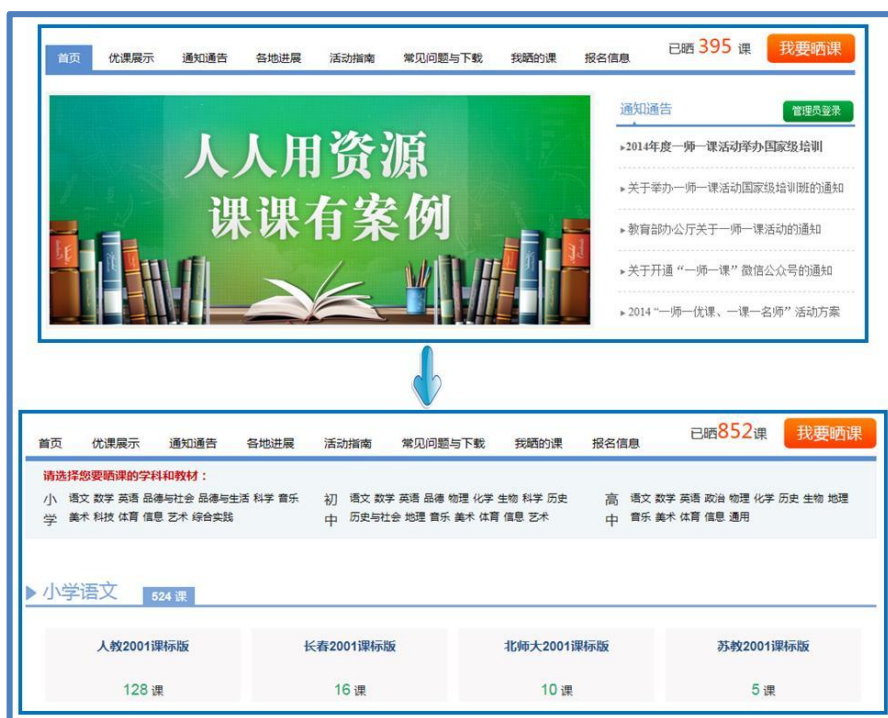 首页 优课展示 通知通告 各地进展 活动指南 常见问题与下载 我晒的课 报名信息 已晒 395 课 我要晒课
人人用资源
课课有案例
通知通告 管理员登录
▸2014年度一师一课活动举办国家级培训
▸关于举办一师一课活动国家级培训班的通知
▸教育部办公厅关于一师一课活动的通知
▸关于开通“一师一课”微信公众号的通知
▸2014“一师一优课、一课一名师”活动方案
首页 优课展示 通知通告 各地进展 活动指南 常见问题与下载 我晒的课 报名信息 已晒852课 我要晒课
请选择您要晒课的学科和教材：
小学 语文 数学 英语 品德与社会 品德与生活 科学 音乐
美术 科技 体育 信息 艺术 综合实践
初中 语文 数学 英语 品德 物理 化学 生物 科学 历史
历史与社会 地理 音乐 美术 体育 信息 艺术
高中 语文 数学 英语 政治 物理 化学 历史 生物 地理
音乐 美术 体育 信息 通用
小学语文 524 课
人教2001课标版 长春2001课标版 北师大2001课标版 苏教2001课标版
128 课 16 课 10 课 5 课